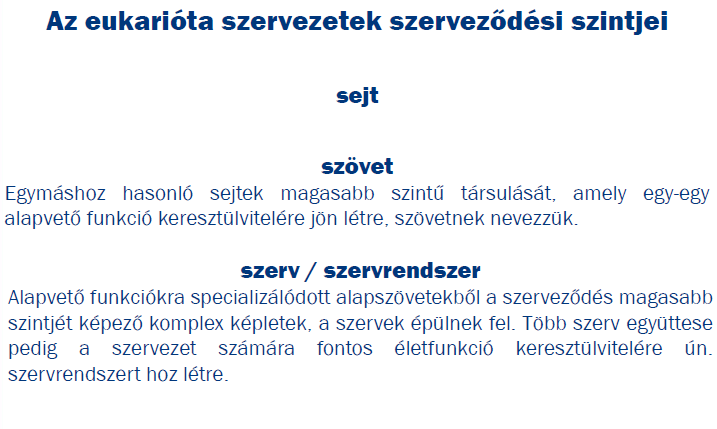 Az eukarióta szervezetek szerveződési szintjei
sejt
szövet
Egymáshoz hasonló sejtek magasabb szintű társulását, amely egy-egy
alapvető funkció keresztülvitelére jön létre, szövetnek nevezzük.
szerv / szervrendszer
Alapvető funkciókra specializálódott alapszövetekből a szerveződés magasabb
szintjét képező komplex képletek, a szervek épülnek fel. Több szerv együttese
pedig a szervezet számára fontos életfunkció keresztülvitelére ún.
szervrendszert hoz létre.